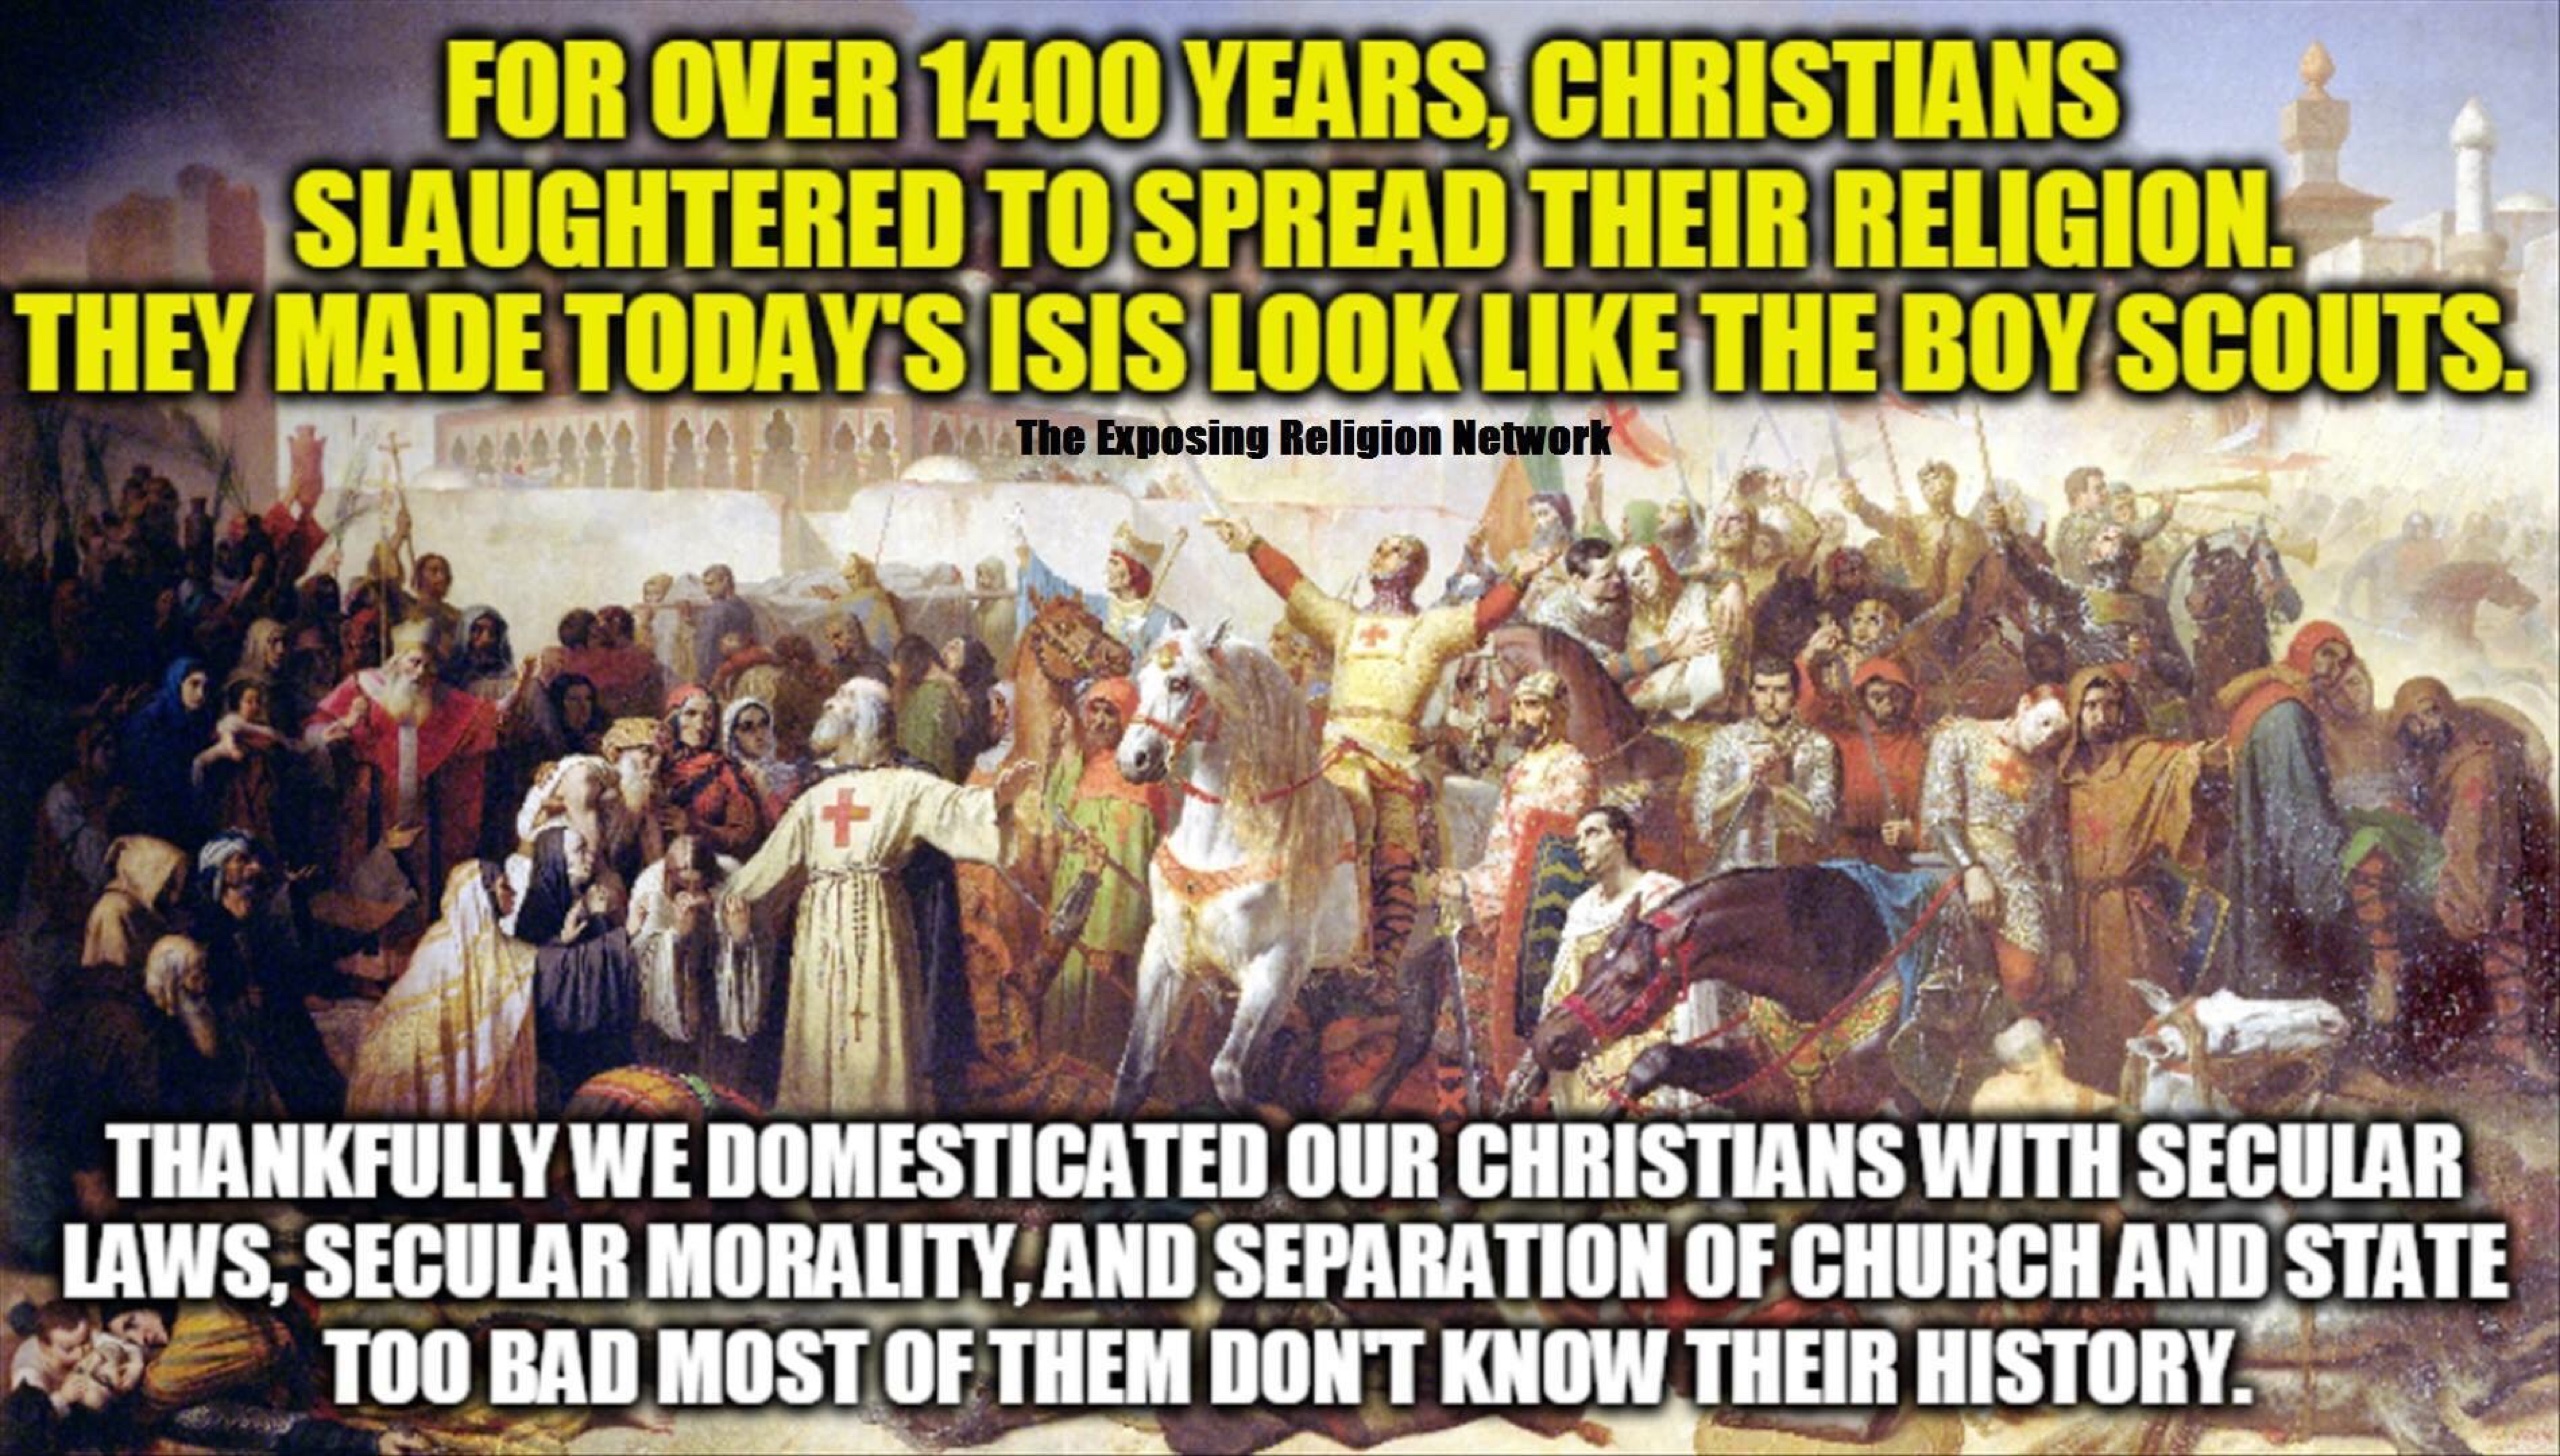 FOR OVER 1400 YEARS, CHRISTIANS
SLAUGHTERED TO SPREAD THEIR RELIGION.
THEY MADE TODAY'S ISIS LOOK LIKE THE BOY SCOUTS.
The Exposing Religion Network
THANKFULLY WE DOMESTICATED OUR CHRISTIANS WITH SECULAR
LAWS, SECULAR MORALITY, AND SEPARATION OF CHURCH AND STATE
TOO BAD MOST OF THEM DON'T KNOW THEIR HISTORY.